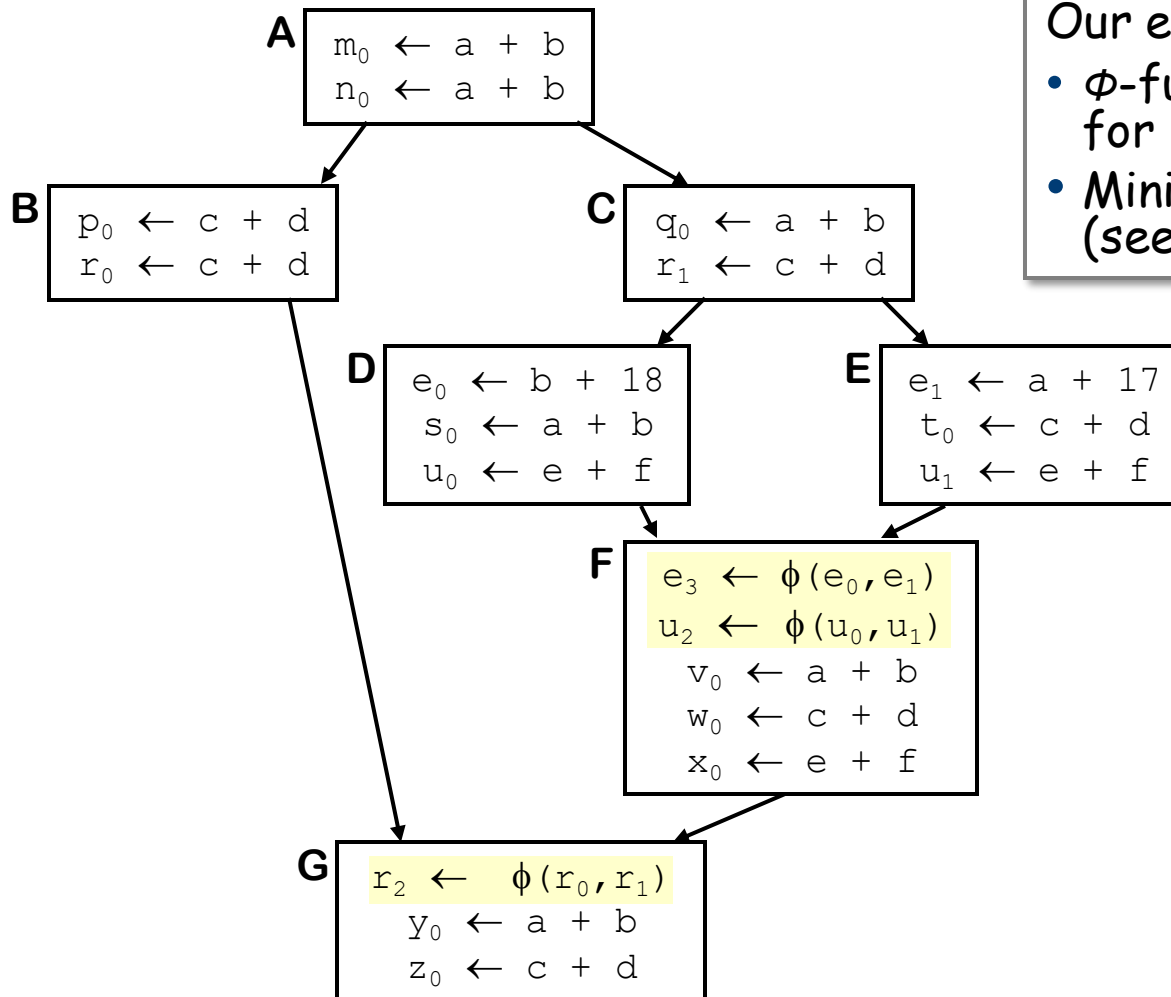 A
m₀ ← a + b
n₀ ← a + b
Our e
• Φ-fu
for
• Mini
(see
B
p₀ ← c + d
r₀ ← c + d
C
q₀ ← a + b
r₁ ← c + d
D
e₀ ← b + 18
s₀ ← a + b
u₀ ← e + f
E
e₁ ← a + 17
t₀ ← c + d
u₁ ← e + f
F
e₃ ← ϕ(e₀,e₁)
u₂ ← ϕ(u₀,u₁)
v₀ ← a + b
w₀ ← c + d
x₀ ← e + f
G
r₂ ← ϕ(r₀,r₁)
y₀ ← a + b
z₀ ← c + d